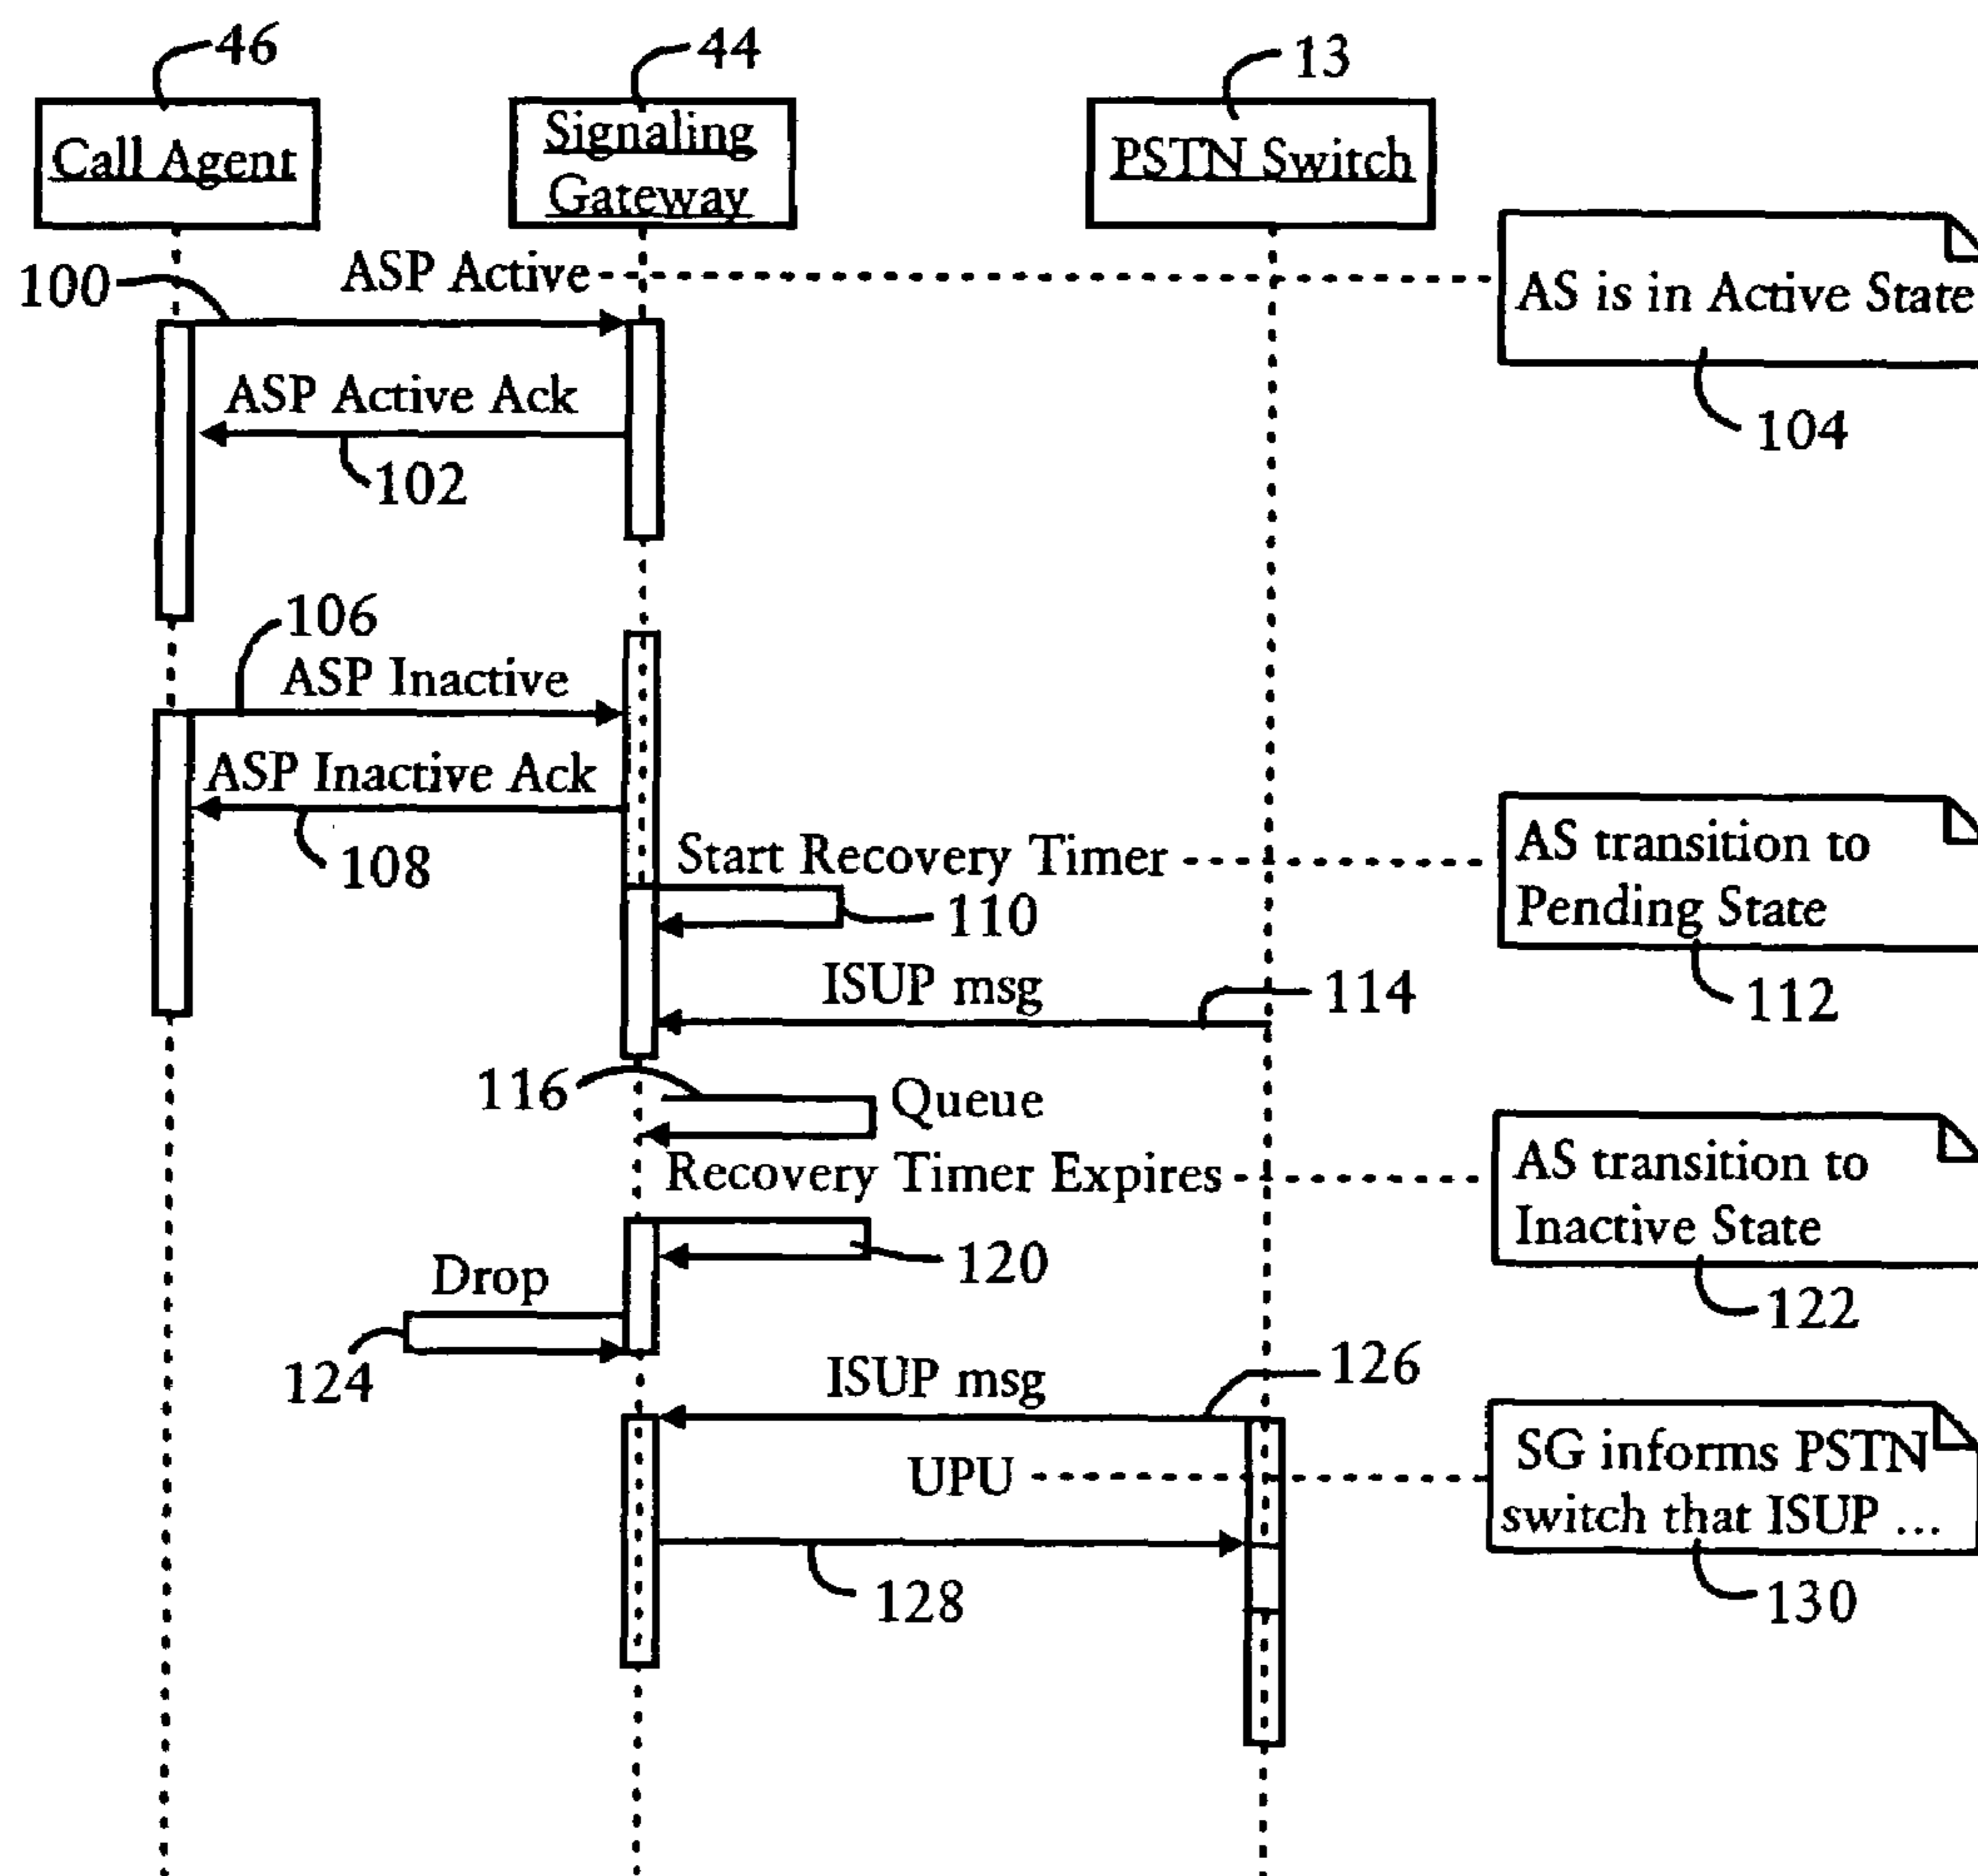 46
44
13
Call Agent
Signaling
Gateway
PSTN Switch
100
ASP Active
AS is in Active State
ASP Active Ack
102
104
106
ASP Inactive
ASP Inactive Ack
108
Start Recovery Timer
110
AS transition to
Pending State
112
ISUP msg
114
116
Queue
Recovery Timer Expires
AS transition to
Inactive State
120
122
Drop
124
ISUP msg
126
UPU
SG informs PSTN
switch that ISUP ...
128
130